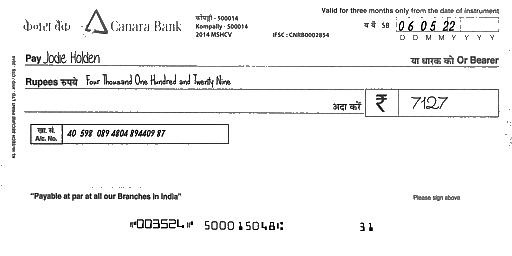 केनरा बैंक Canara Bank
कोंपल्ली - 500014
Kompally - 500014
2014 MSHCV
IFSC : CNRB0002854
Valid for three months only from the date of instrument
SB 06 05 22
D D M M Y Y Y Y
Pay Jodie Holden या धारक को Or Bearer
Rupees रुपये Four Thousand One Hundred and Twenty Nine
अदा करें ₹ 7127
खा. सं.
A/c. No. 40 598 089 4804 894409 87
"Payable at par at all our Branches in India"
Please sign above
⑈003524⑈ 500015048⑆ 31